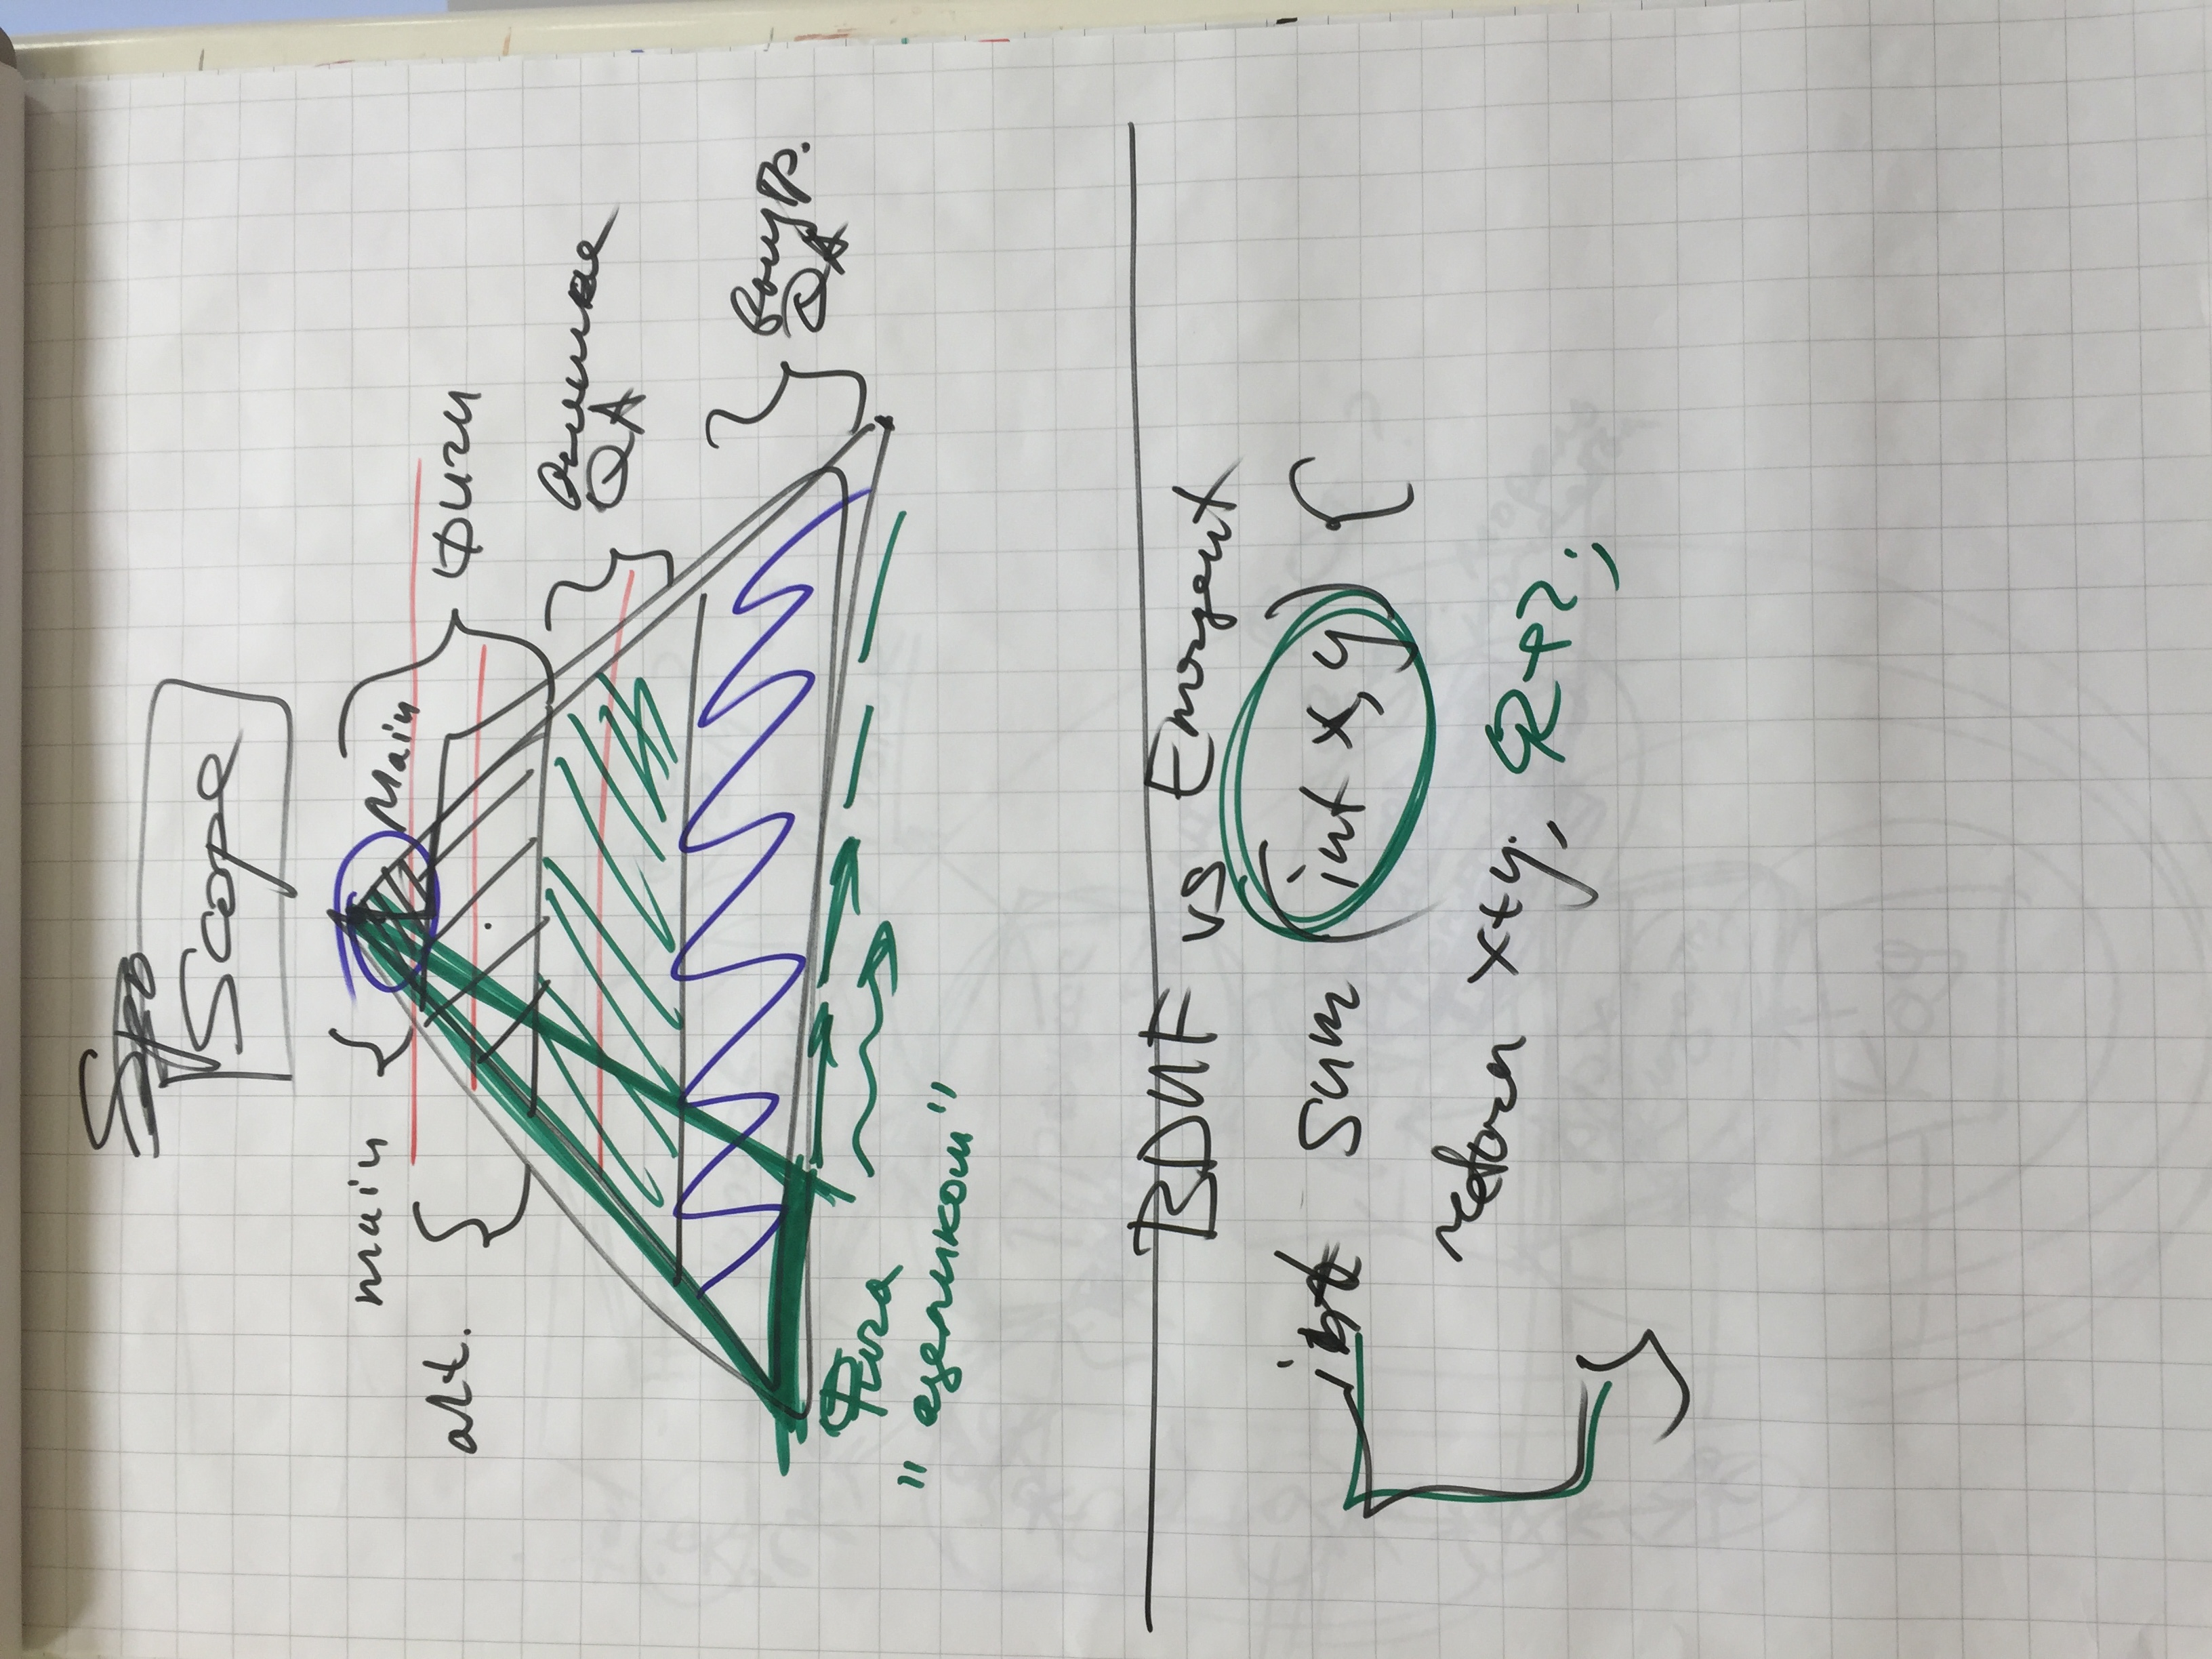 Spo
Scope
main
Main
alt.
Фичи
Внешнее
QA
Внутр.
QA
Фича
"целиком"
BDUF vs Emergent
int sum (int x, y) {
return x+y;
}